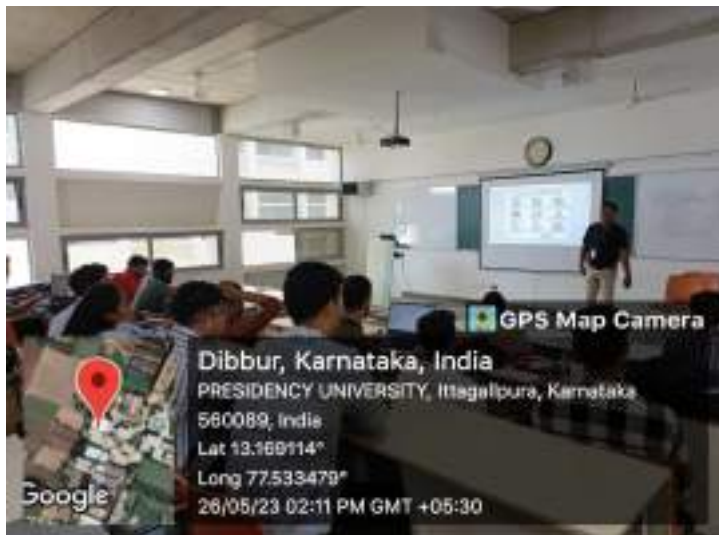 GPS Map Camera
Dibbur, Karnataka, India
PRESIDENCY UNIVERSITY, Ittagallpura, Karnataka
560089, India
Lat 13.169114°
Long 77.533479°
26/05/23 02:11 PM GMT +05:30
Google